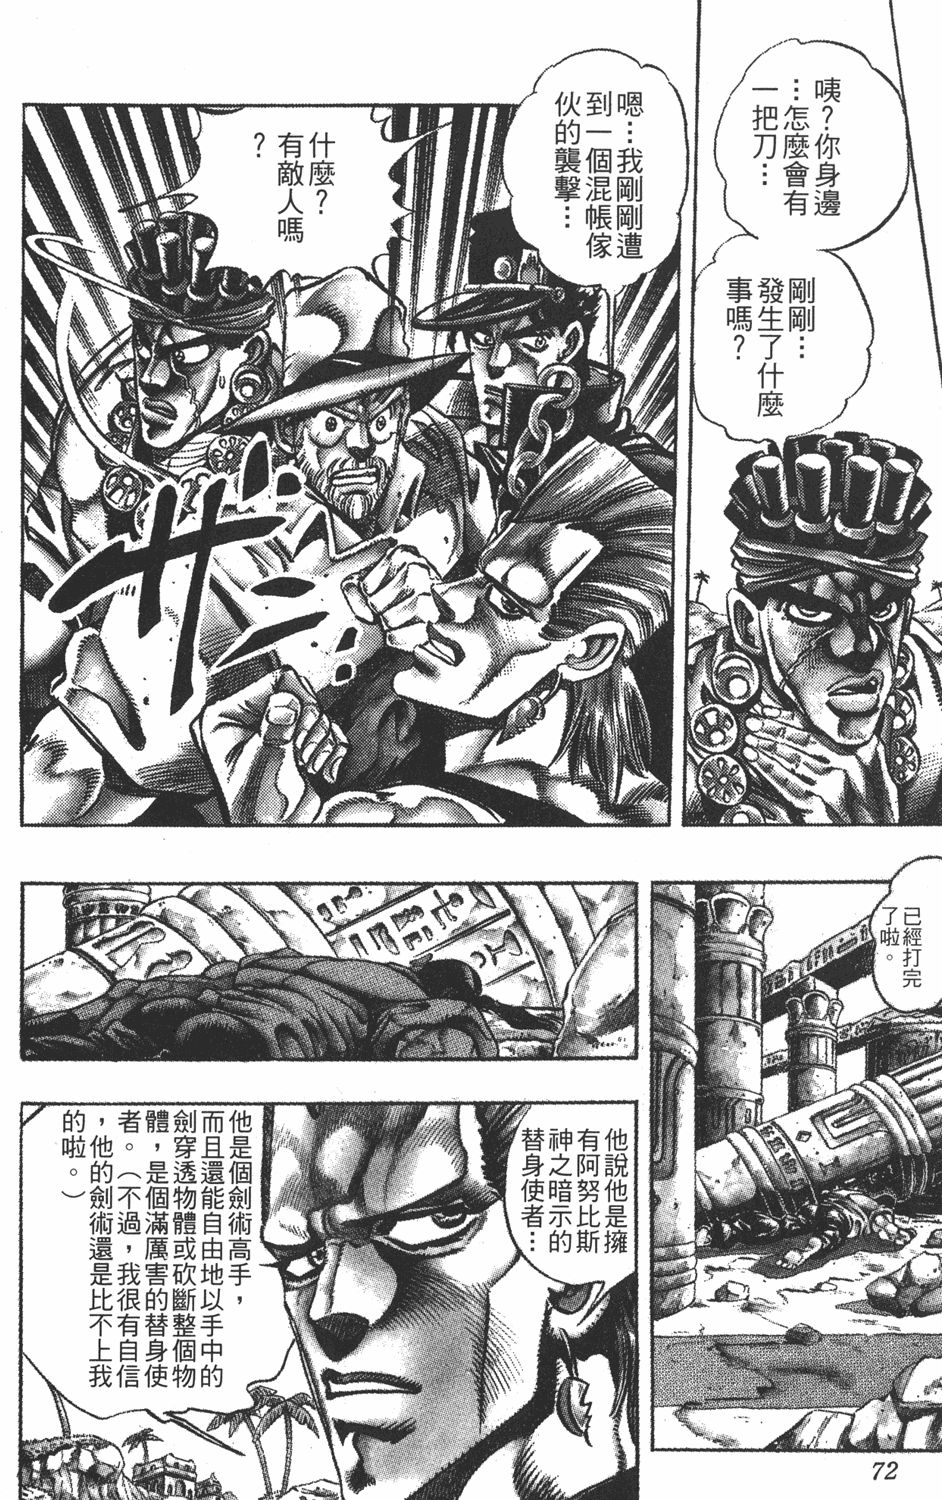 咦?你身邊
…怎麼會有
一把刀…
剛剛…
發生了什麼
事嗎?
嗯…我剛剛遭
到一個混帳傢
伙的襲擊…
什麼?
有敵人嗎
?
ザン
已經打完
了啦。
他說他是擁
有阿努比斯
神之暗示的
替身使者…
他是個劍術高手,
而且還能自由地以手中的
劍穿透物體或砍斷整個物
體,是個滿厲害的替身使
者。(不過,我很有自信
,他的劍術還是比不上我
的啦。)
72